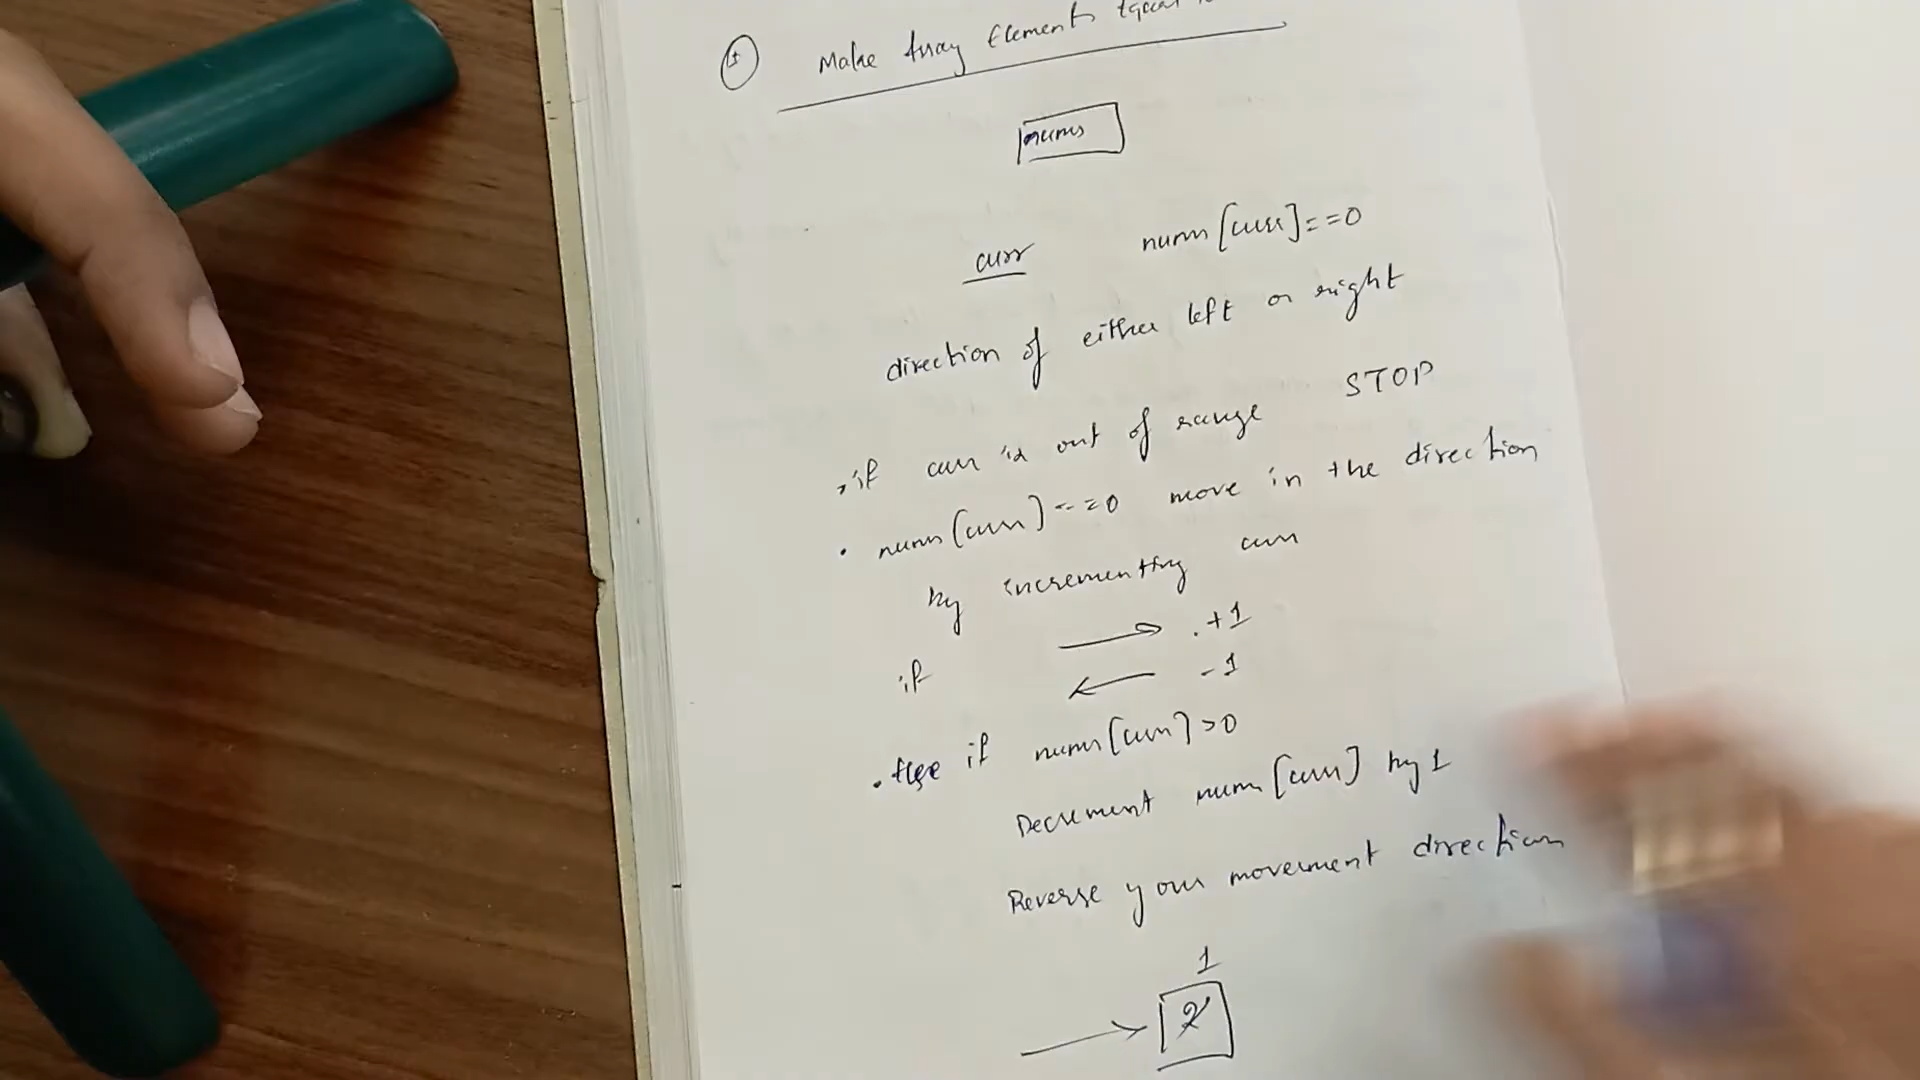 1 Make Array Elements Equal
nums
curr nums[curr]==0
direction of either left or right
if curr is out of range STOP
• nums[curr]==0 move in the direction
by incrementing curr
if → +1
← -1
• else if nums[curr]>0
Decrement nums[curr] by 1
Reverse your movement direction
1
→ 2